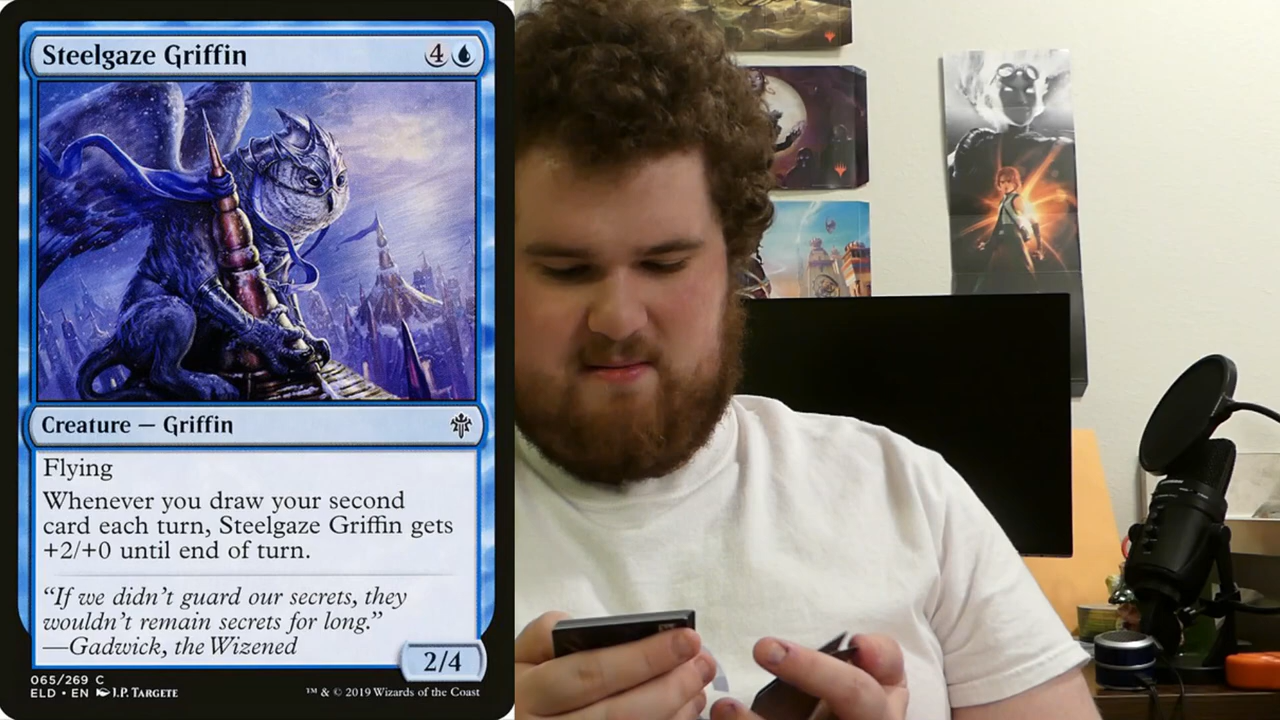 Steelgaze Griffin 4
Creature — Griffin
Flying
Whenever you draw your second
card each turn, Steelgaze Griffin gets
+2/+0 until end of turn.
“If we didn’t guard our secrets, they
wouldn’t remain secrets for long.”
—Gadwick, the Wizened
2/4
065/269 C
ELD • EN J.P. TARGETE
™ & © 2019 Wizards of the Coast